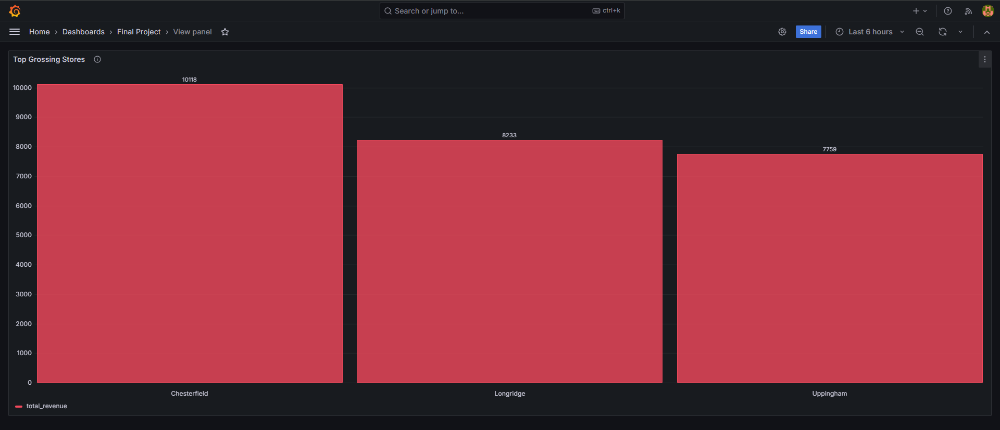 Search or jump to...
ctrl+k
Home › Dashboards › Final Project › View panel
Share
Last 6 hours
Top Grossing Stores
10118
8233
7759
10000
9000
8000
7000
6000
5000
4000
3000
2000
1000
0
Chesterfield
Longridge
Uppingham
total_revenue